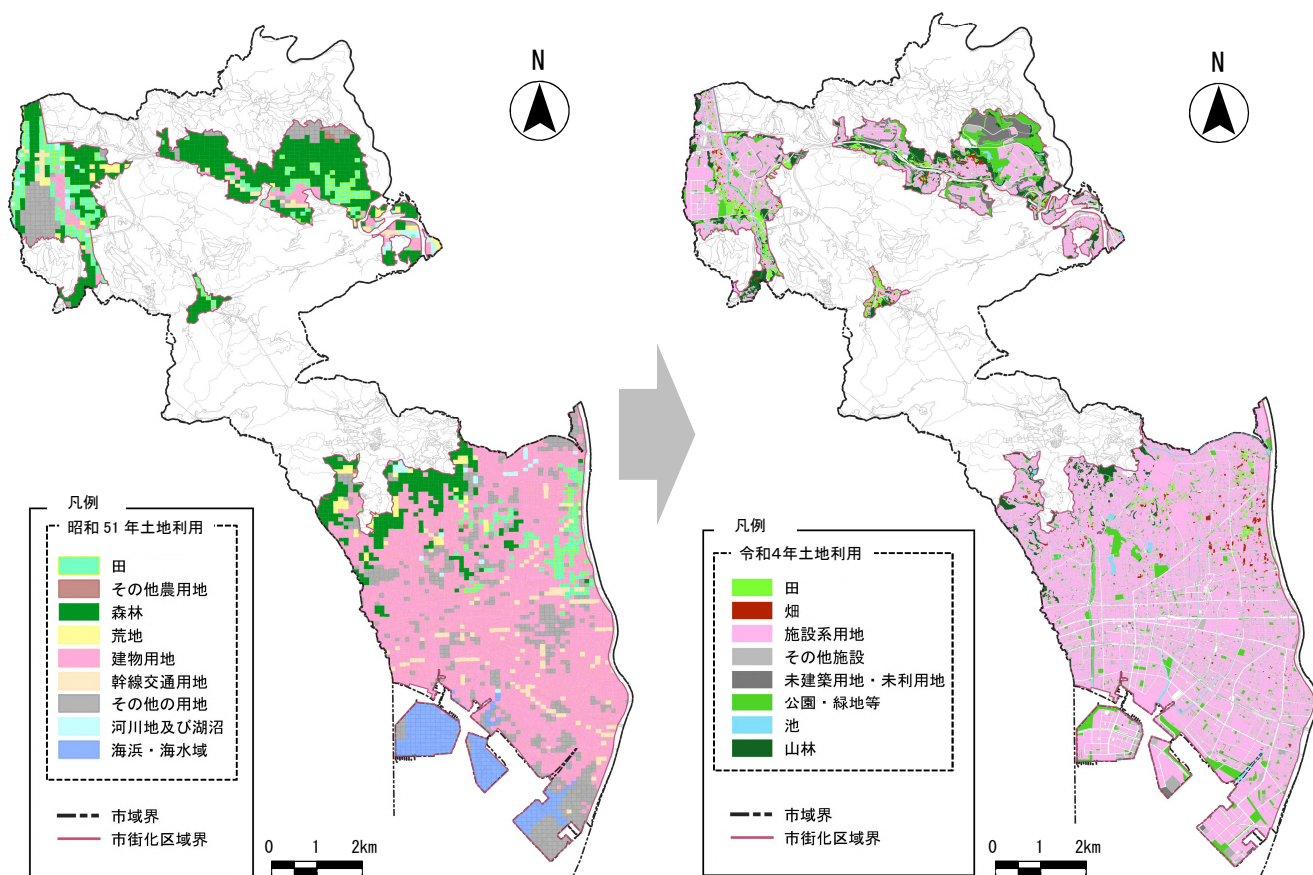 N
凡例
昭和51年土地利用
田
その他農用地
森林
荒地
建物用地
幹線交通用地
その他の用地
河川地及び湖沼
海浜・海水域
市域界
市街化区域界
0 1 2km
N
凡例
令和4年土地利用
田
畑
施設系用地
その他施設
未建築用地・未利用地
公園・緑地等
池
山林
市域界
市街化区域界
0 1 2km